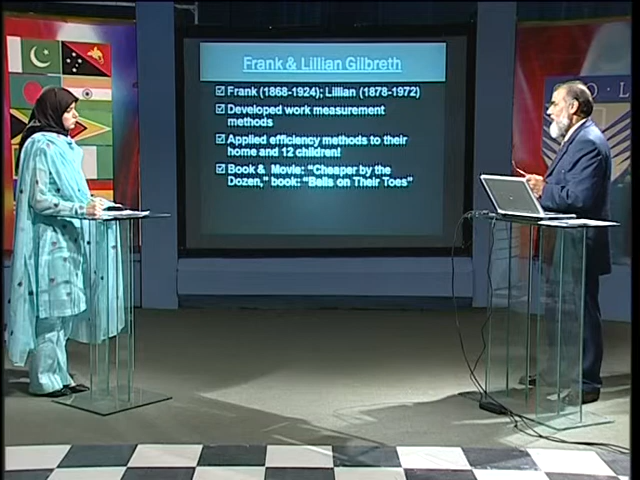 Frank & Lillian Gilbreth
Frank (1868-1924); Lillian (1878-1972)
Developed work measurement
methods
Applied efficiency methods to their
home and 12 children!
Book & Movie: "Cheaper by the
Dozen," book: "Bells on Their Toes"